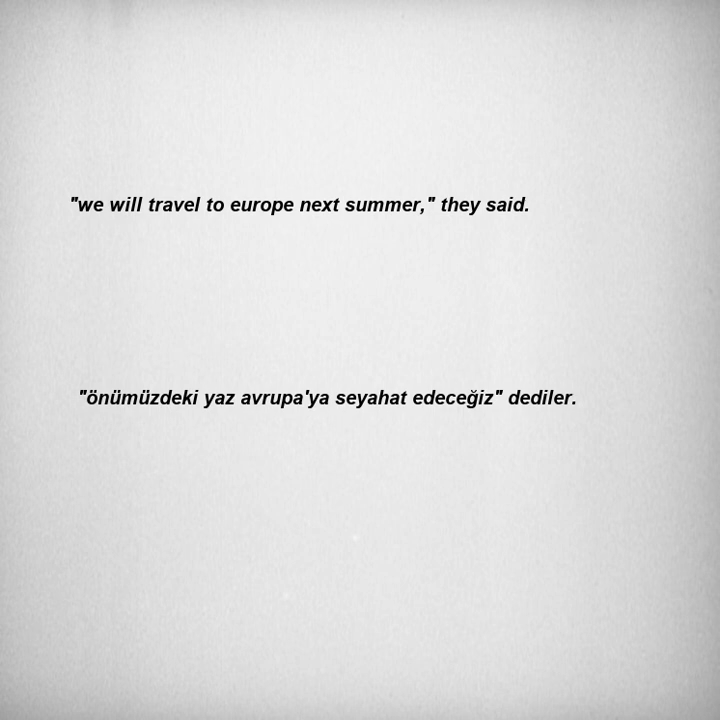 "we will travel to europe next summer," they said.
"önümüzdeki yaz avrupa'ya seyahat edeceğiz" dediler.